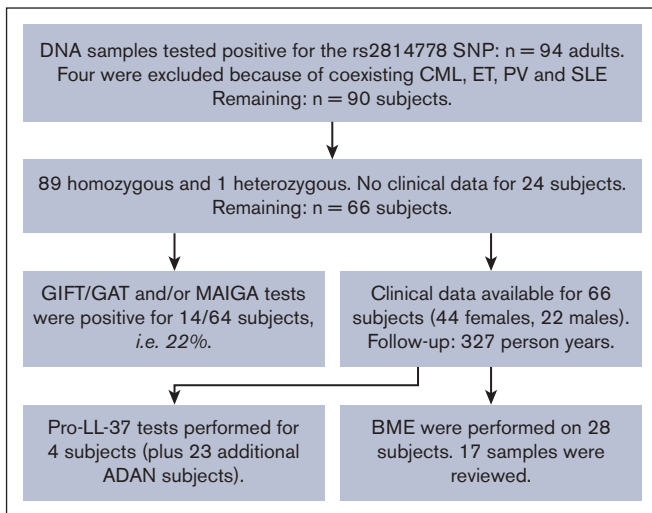 DNA samples tested positive for the rs2814778 SNP: n = 94 adults.
Four were excluded because of coexisting CML, ET, PV and SLE
Remaining: n = 90 subjects.
89 homozygous and 1 heterozygous. No clinical data for 24 subjects.
Remaining: n = 66 subjects.
GIFT/GAT and/or MAIGA tests
were positive for 14/64 subjects,
i.e. 22%.
Clinical data available for 66
subjects (44 females, 22 males).
Follow-up: 327 person years.
Pro-LL-37 tests performed for
4 subjects (plus 23 additional
ADAN subjects).
BME were performed on 28
subjects. 17 samples were
reviewed.